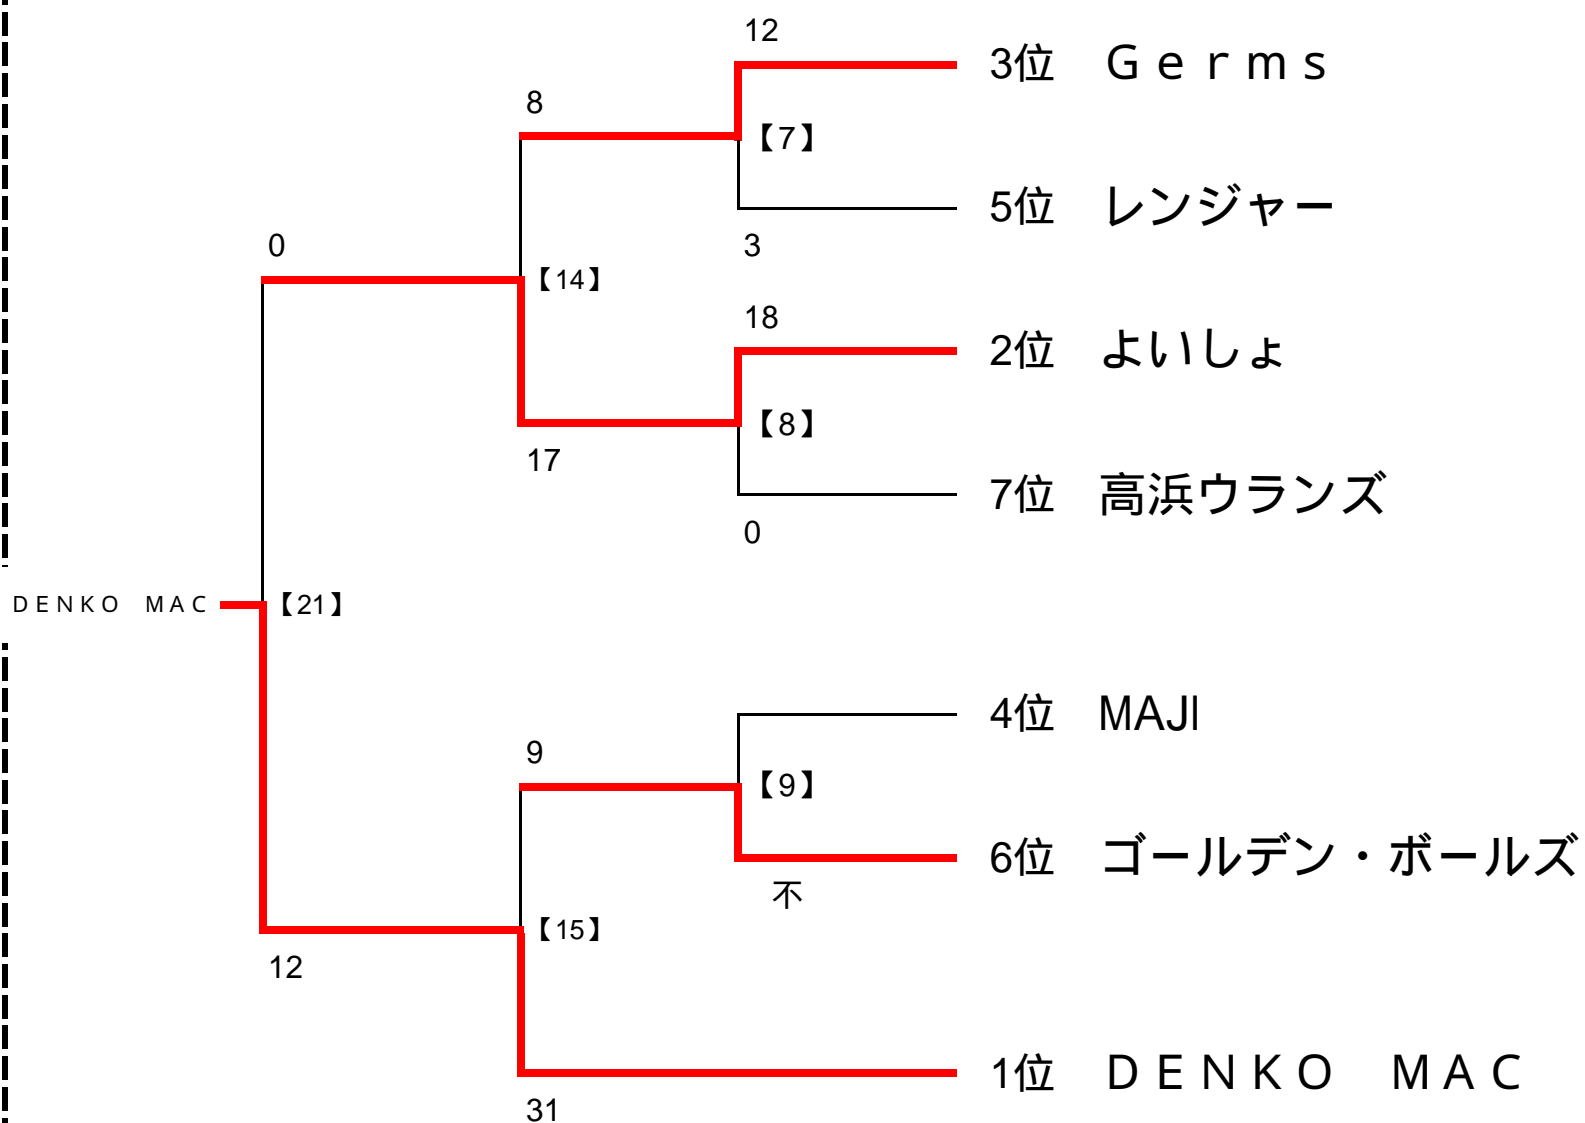 12
3位　Ｇｅｒｍｓ
8
【7】
5位　レンジャー
0
3
【14】
18
2位　よいしょ
【8】
17
7位　高浜ウランズ
0
ＤＥＮＫＯ　ＭＡＣ
【21】
4位　MAJI
9
【9】
6位　ゴールデン・ボールズ
不
【15】
12
1位　ＤＥＮＫＯ　ＭＡＣ
31